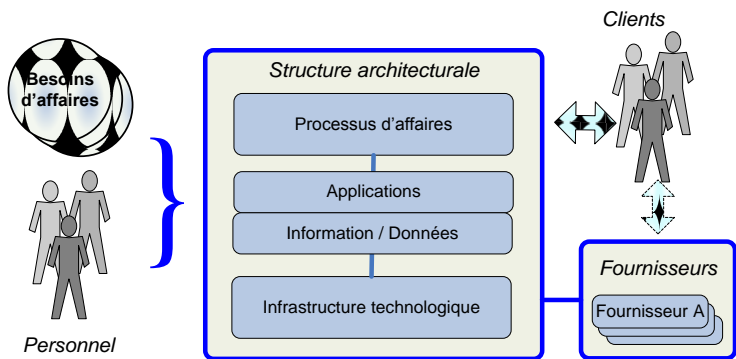 Besoins
d'affaires
Personnel
Structure architecturale
Processus d'affaires
Applications
Information / Données
Infrastructure technologique
Clients
Fournisseurs
Fournisseur A